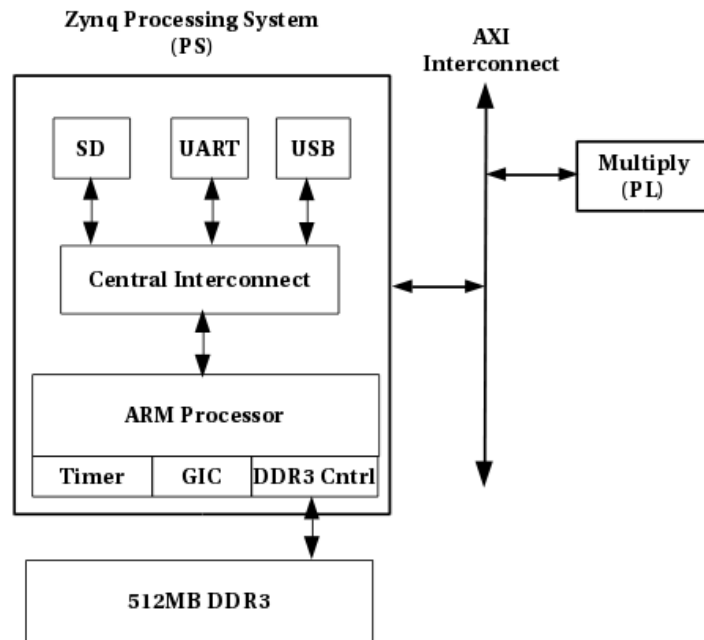 Zynq Processing System
(PS)
AXI
Interconnect
SD
UART
USB
Multiply
(PL)
Central Interconnect
ARM Processor
Timer
GIC
DDR3 Cntrl
512MB DDR3